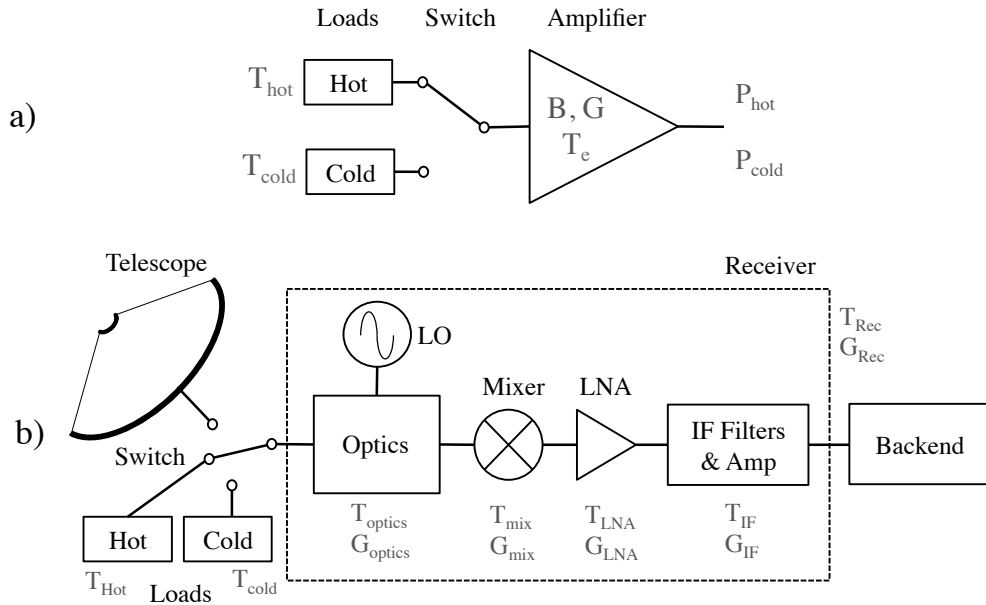 Loads Switch Amplifier
T_hot Hot
B, G
T_e
P_hot
a)
T_cold Cold
P_cold
Telescope
Receiver
LO
T_Rec
G_Rec
Mixer LNA
b)
Switch
Optics
IF Filters
& Amp
Backend
T_optics T_mix T_LNA T_IF
G_optics G_mix G_LNA G_IF
Hot Cold
T_Hot T_cold
Loads